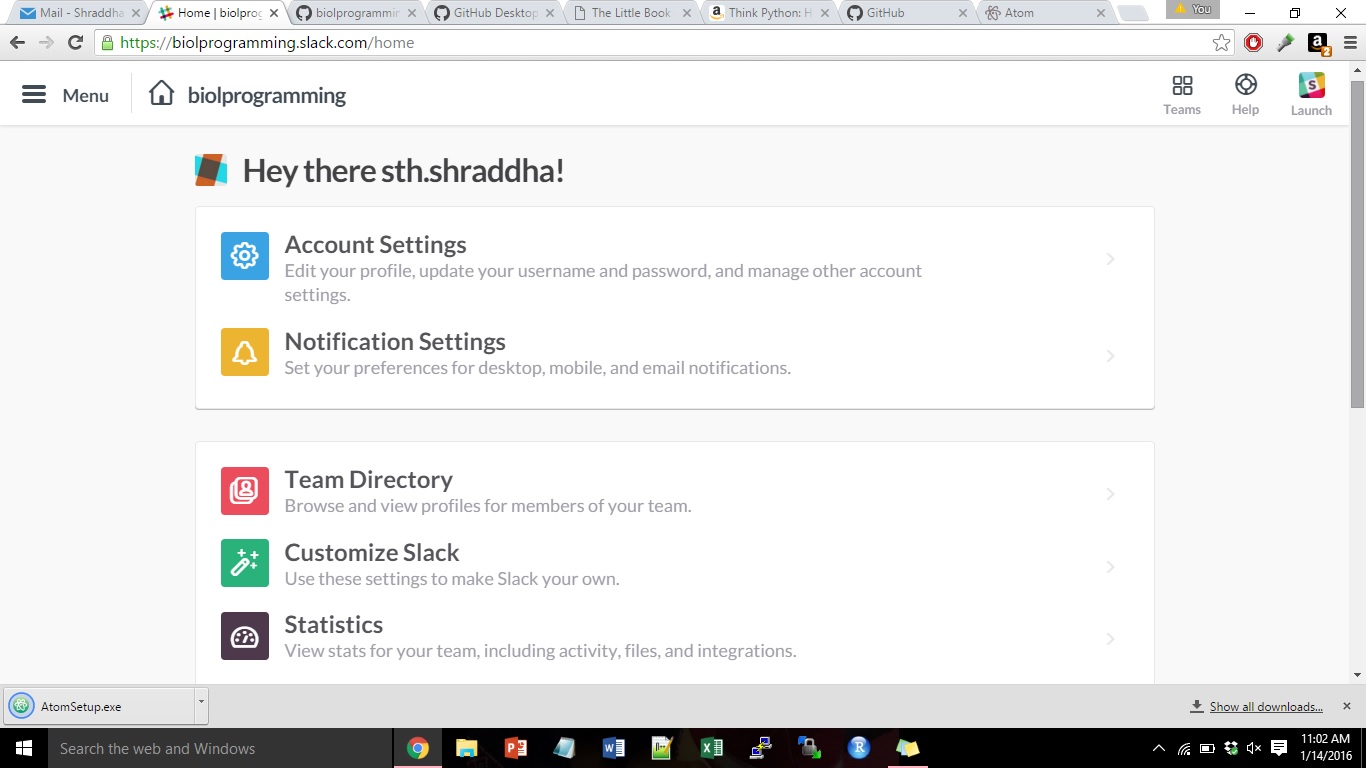 Mail - Shraddha
Home | biolprog
biolprogrammin
GitHub Desktop
The Little Book
Think Python: H
GitHub
Atom
You
https://biolprogramming.slack.com/home
2
Menu
biolprogramming
Teams
Help
Launch
Hey there sth.shraddha!
Account Settings
Edit your profile, update your username and password, and manage other account
settings.
Notification Settings
Set your preferences for desktop, mobile, and email notifications.
Team Directory
Browse and view profiles for members of your team.
Customize Slack
Use these settings to make Slack your own.
Statistics
View stats for your team, including activity, files, and integrations.
AtomSetup.exe
Show all downloads...
Search the web and Windows
11:02 AM
1/14/2016